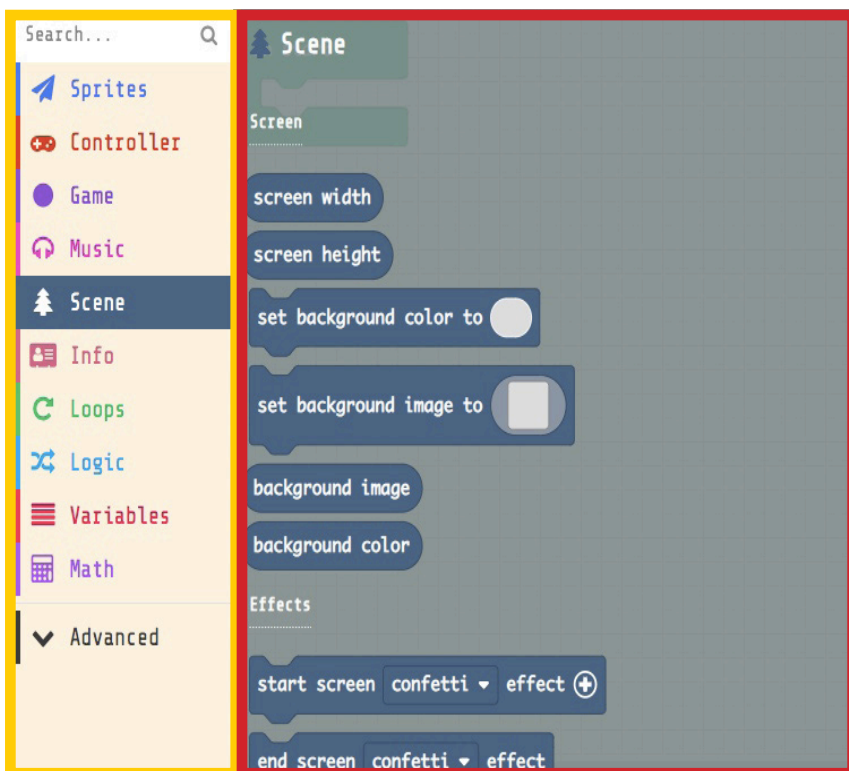 Search...
Sprites
Controller
Game
Music
Scene
Info
Loops
Logic
Variables
Math
Advanced
Scene
Screen
screen width
screen height
set background color to
set background image to
background image
background color
Effects
start screen confetti effect
end screen confetti effect